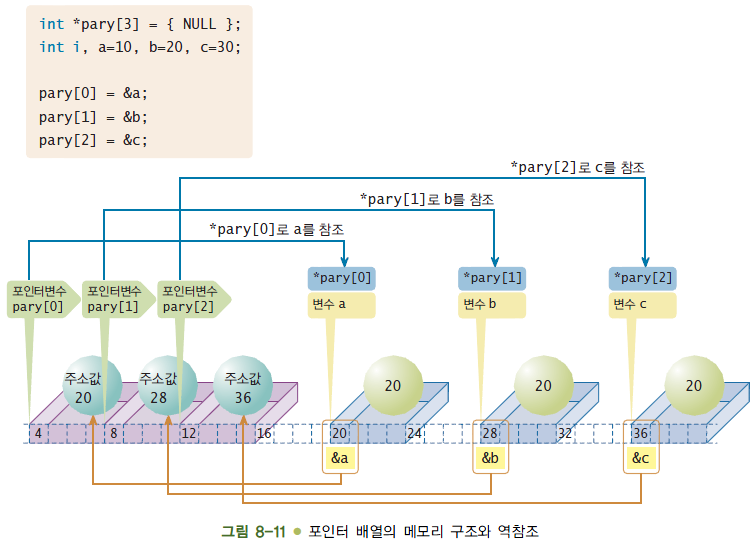 int *pary[3] = { NULL };
int i, a=10, b=20, c=30;
pary[0] = &a;
pary[1] = &b;
pary[2] = &c;
*pary[2]로 c를 참조
*pary[1]로 b를 참조
*pary[0]로 a를 참조
포인터변수
pary[0]
포인터변수
pary[1]
포인터변수
pary[2]
*pary[0]
변수 a
*pary[1]
변수 b
*pary[2]
변수 c
주소값
20
주소값
28
주소값
36
20
20
20
4 8 12 16 20 24 28 32 36
&a
&b
&c
그림 8-11 ● 포인터 배열의 메모리 구조와 역참조